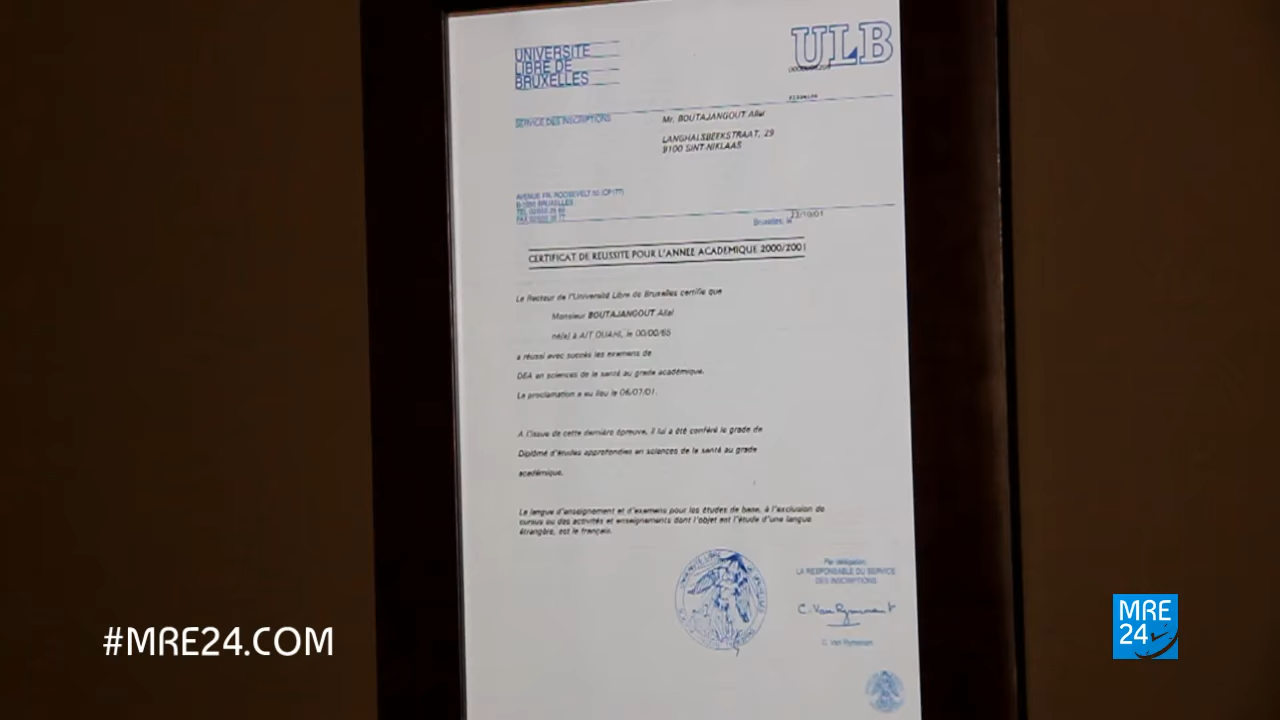 UNIVERSITE
LIBRE DE
BRUXELLES
ULB
SERVICE DES INSCRIPTIONS
Mr. BOUTAJANGOUT Allal
LANGHALSBEEKSTRAAT, 29
9100 SINT-NIKLAAS
AVENUE FR. ROOSEVELT 50 (CP177)
B-1050 BRUXELLES
Bruxelles, le 23/10/01
CERTIFICAT DE REUSSITE POUR L'ANNEE ACADEMIQUE 2000/2001
Le Recteur de l'Université Libre de Bruxelles certifie que
Monsieur BOUTAJANGOUT Allal
né(e) à AIT OUAHI, le 00/00/65
a réussi avec succès les examens de
DEA en sciences de la santé au grade académique.
La proclamation a eu lieu le 06/07/01.
A l'issue de cette dernière épreuve, il lui a été conféré le grade de
Diplômé d'études approfondies en sciences de la santé au grade
académique.
La langue d'enseignement et d'examens pour les études de base, à l'exclusion de
cursus ou des activités et enseignements dont l'objet est l'étude d'une langue
étrangère, est le français.
Par délégation,
LA RESPONSABLE DU SERVICE
DES INSCRIPTIONS
#MRE24.COM
MRE
24